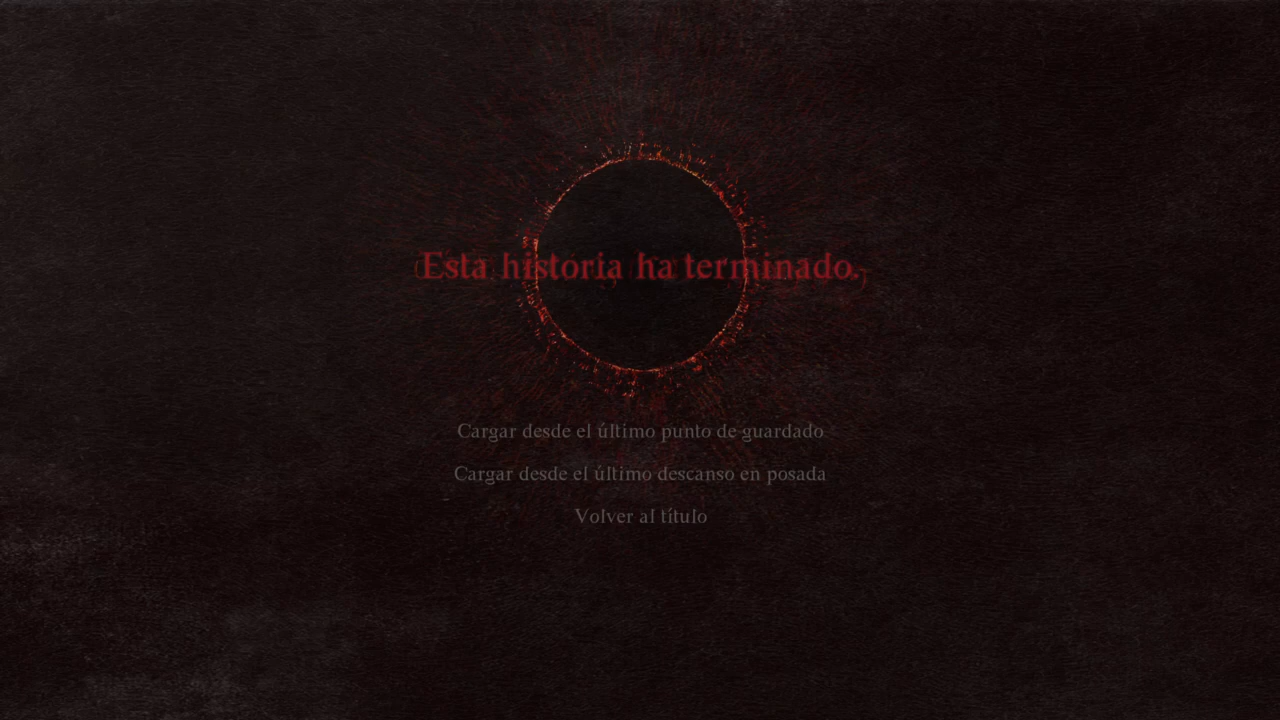 Esta historia ha terminado.
Cargar desde el último punto de guardado
Cargar desde el último descanso en posada
Volver al título